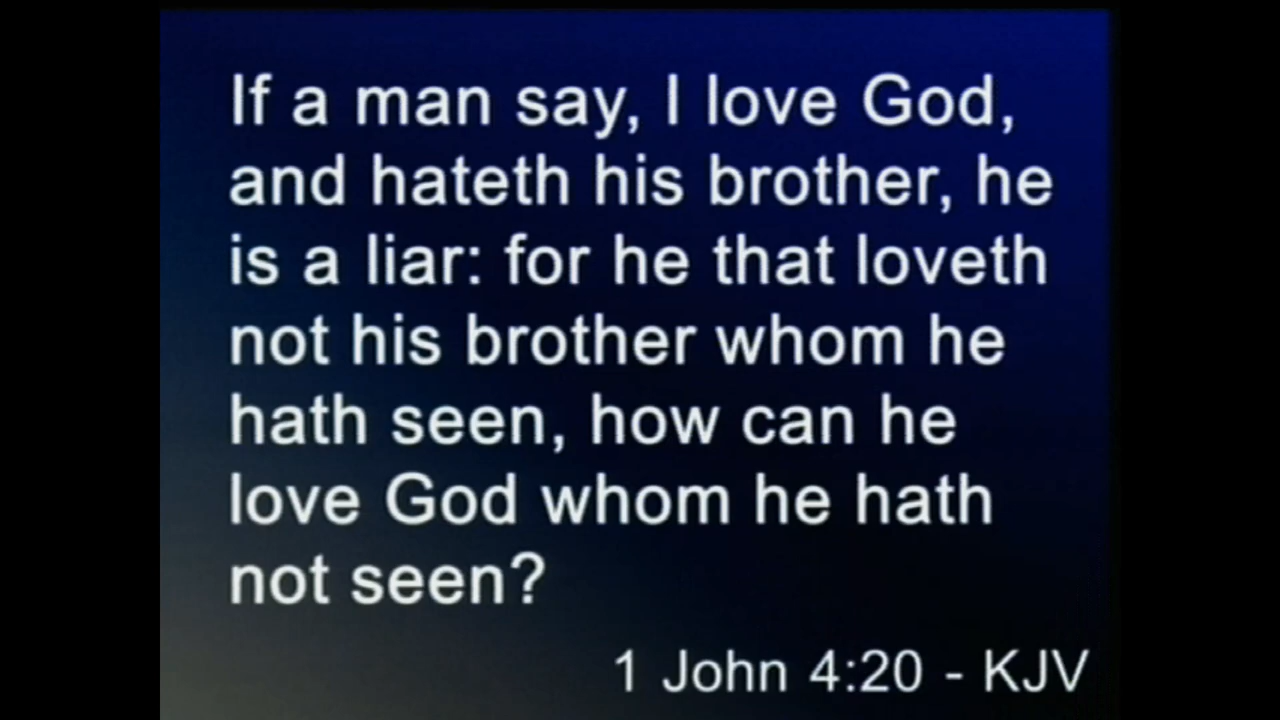 If a man say, I love God,
and hateth his brother, he
is a liar: for he that loveth
not his brother whom he
hath seen, how can he
love God whom he hath
not seen?
1 John 4:20 - KJV